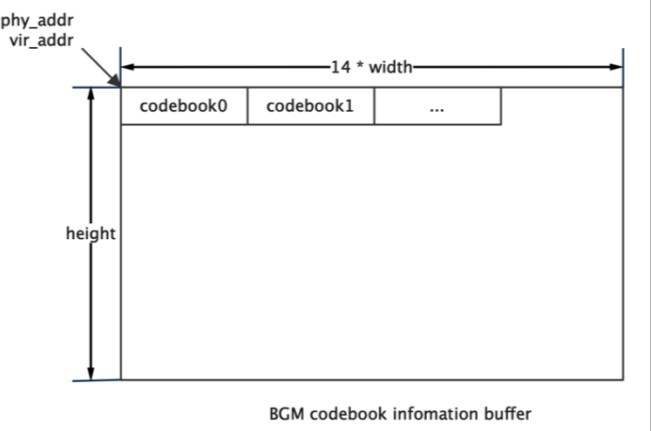 phy_addr
vir_addr
14 * width
codebook0 codebook1 ...
height
BGM codebook infomation buffer